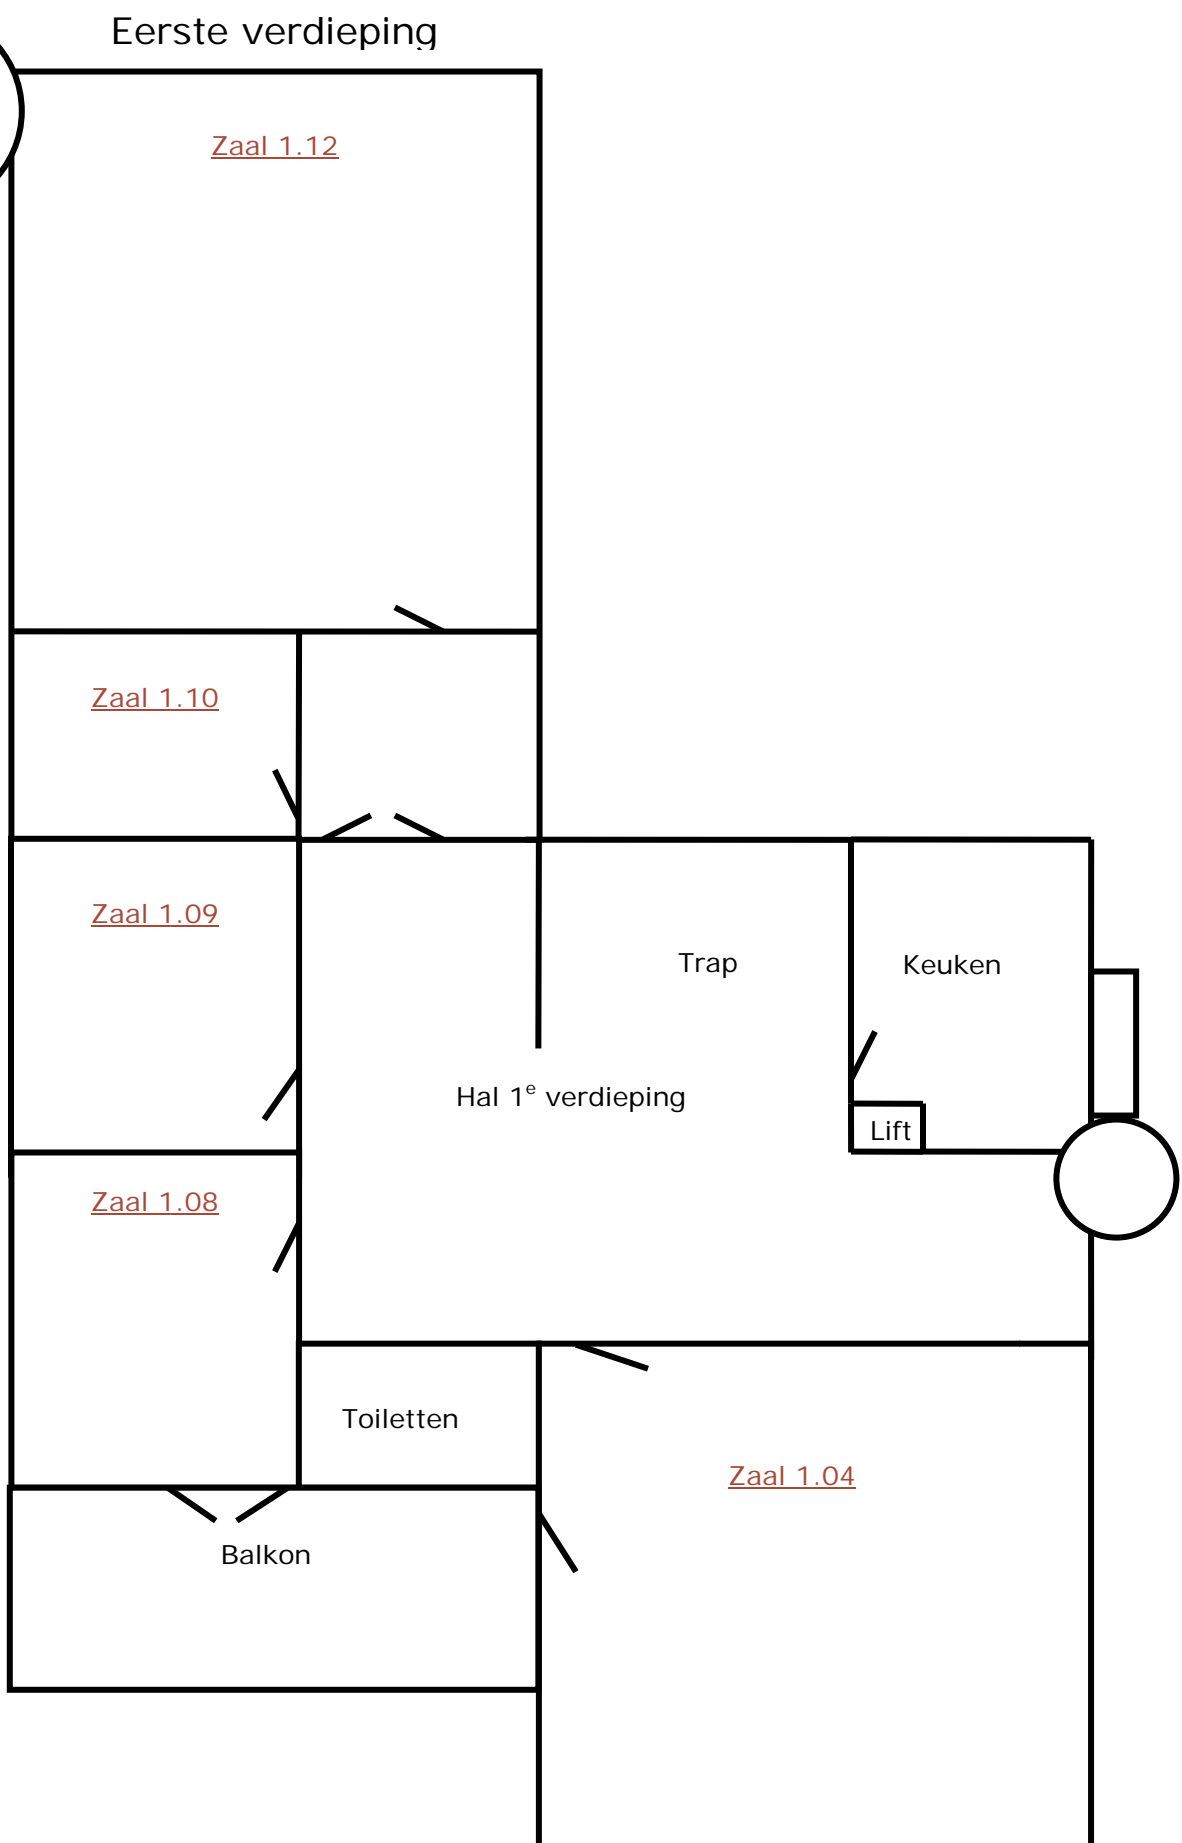 Eerste verdieping
Zaal 1.12
Zaal 1.10
Zaal 1.09
Trap
Keuken
Hal 1e verdieping
Lift
Zaal 1.08
Toiletten
Zaal 1.04
Balkon